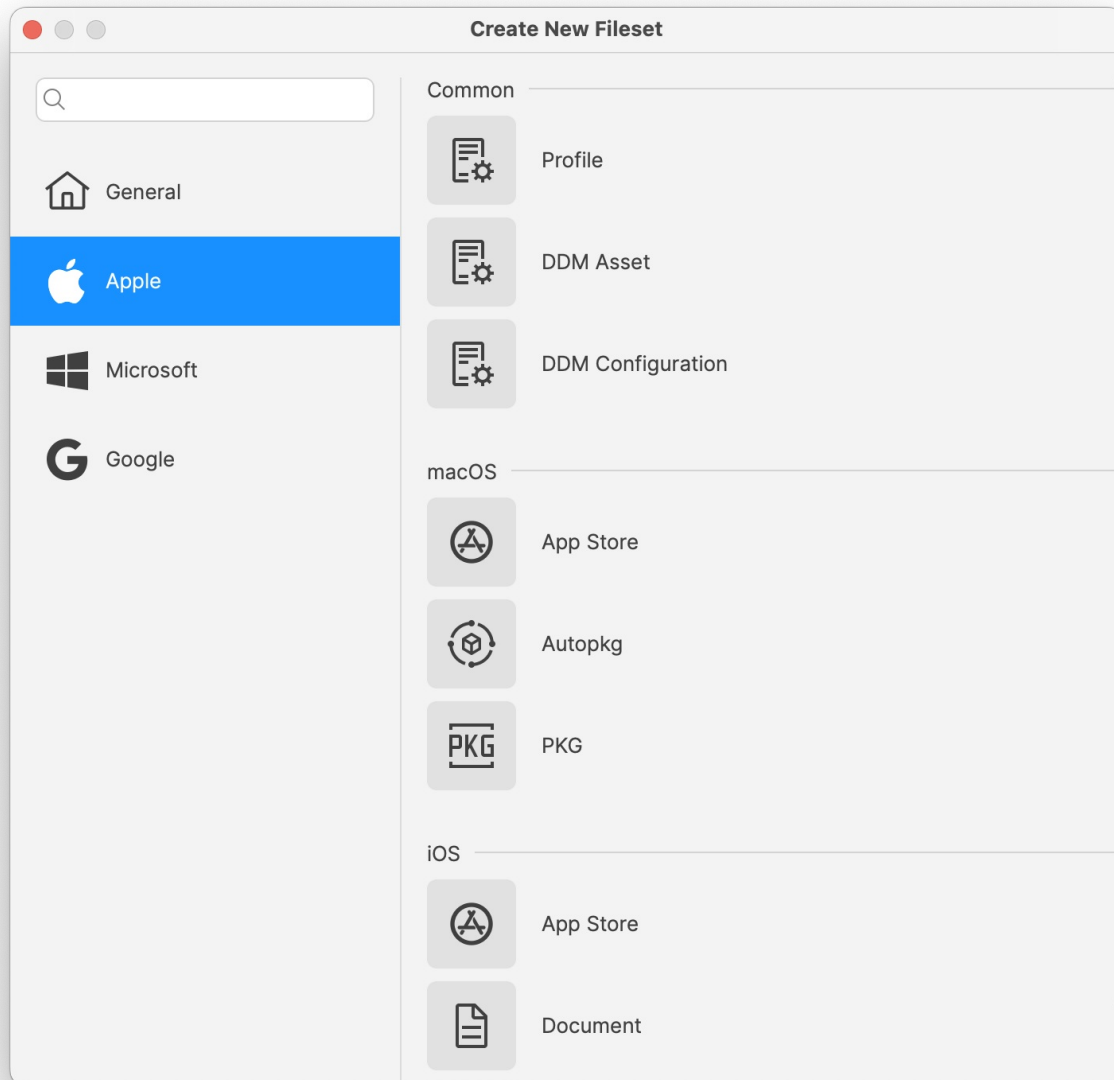 Create New Fileset
General
Apple
Microsoft
Google
Common
Profile
DDM Asset
DDM Configuration
macOS
App Store
Autopkg
PKG
PKG
iOS
App Store
Document